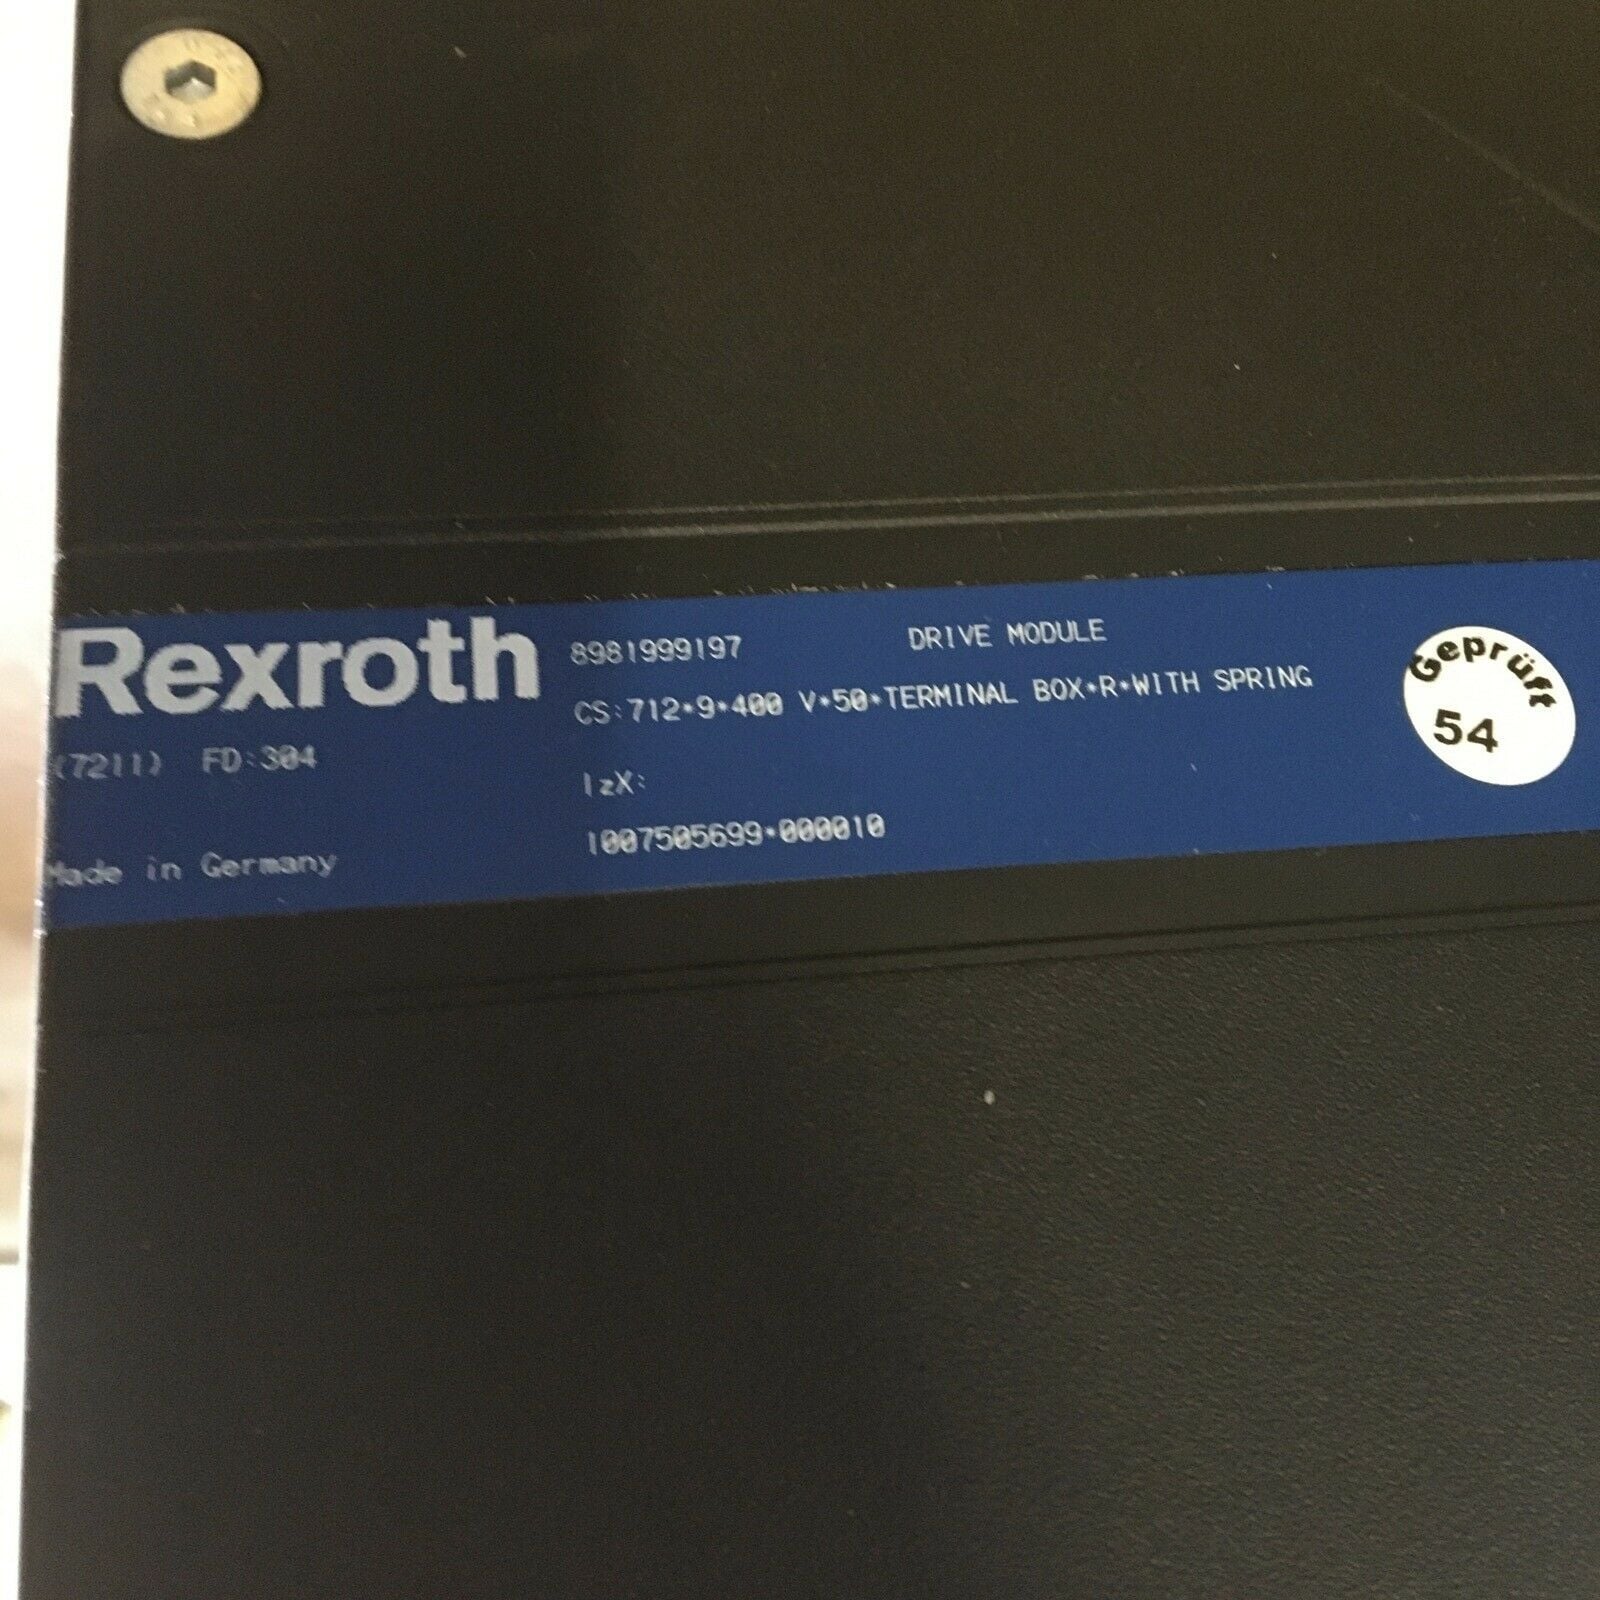 Rexroth
8981999197 DRIVE MODULE
CS:712*9*400 V*50*TERMINAL BOX*R*WITH SPRING
(7211) FD:304
IzX:
1007505699*000010
Made in Germany
Geprüft
54